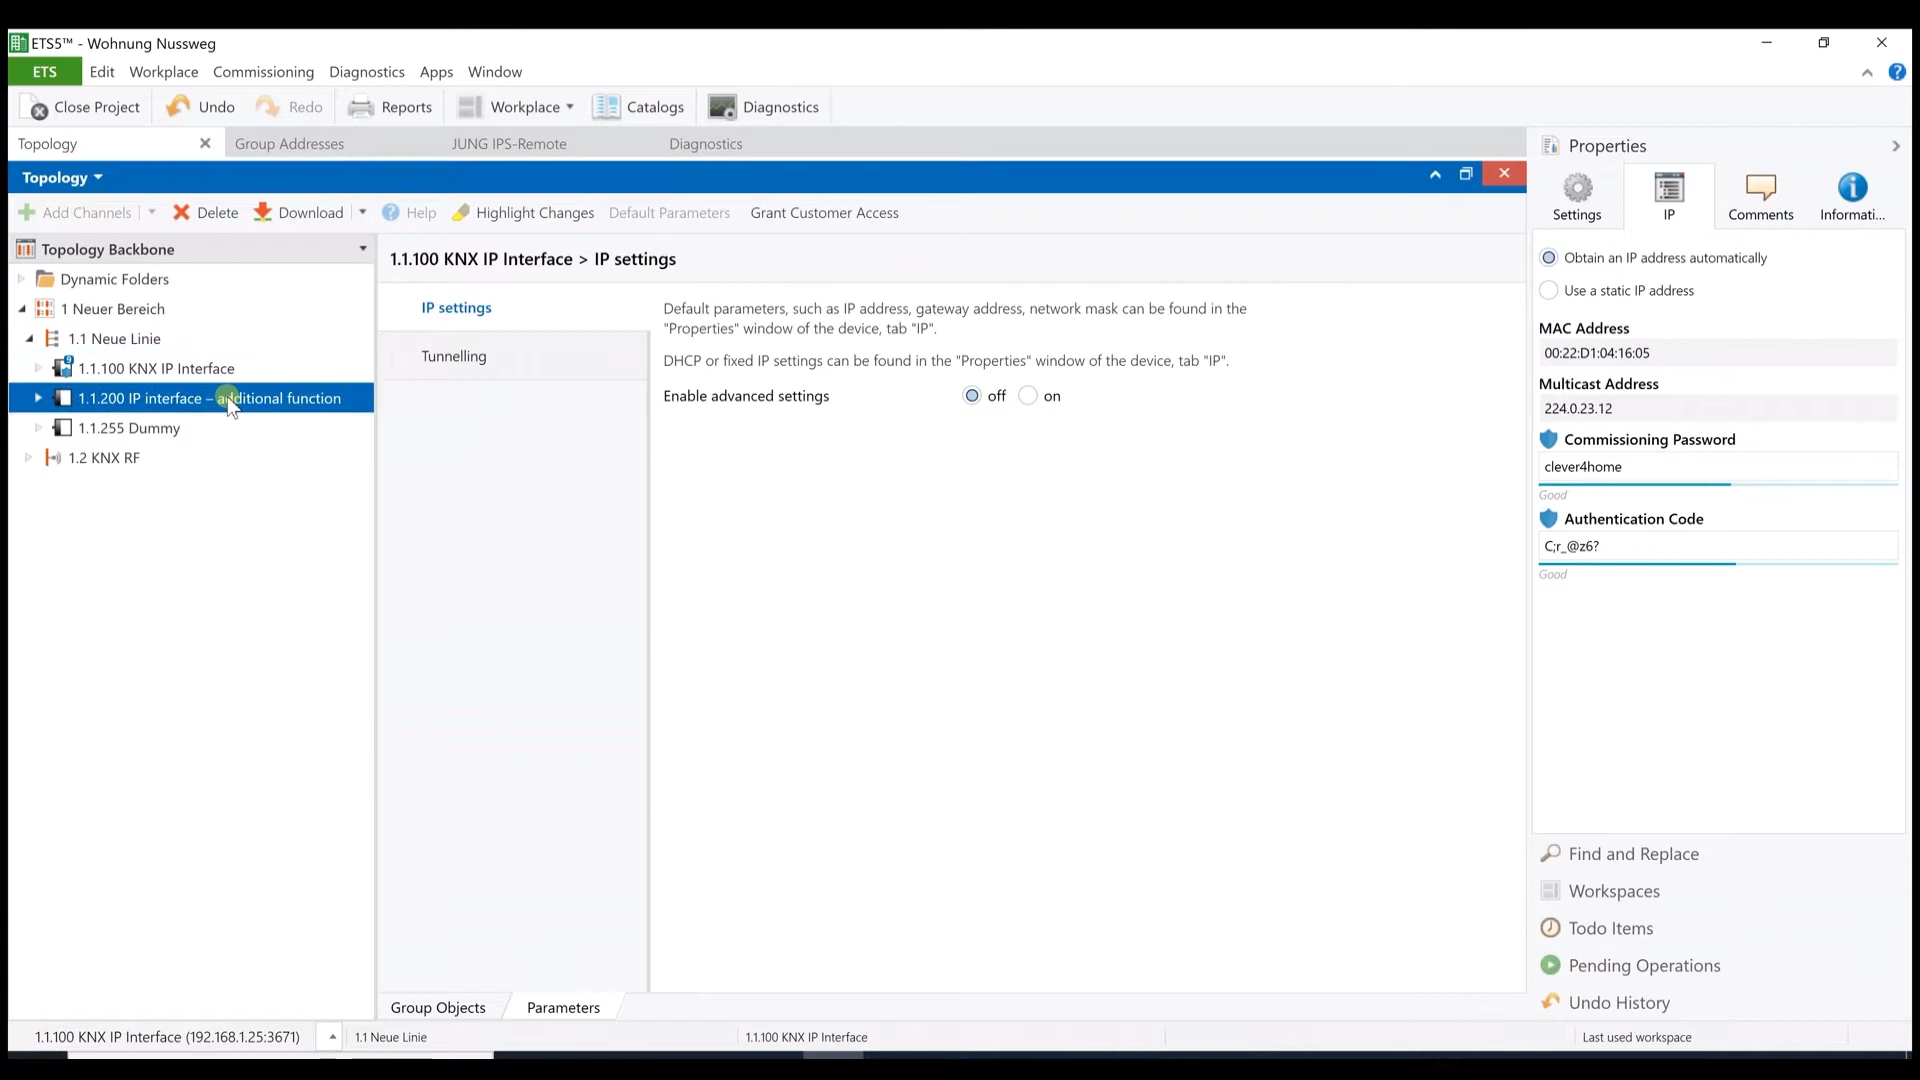 ETS5™ - Wohnung Nussweg
ETS Edit Workplace Commissioning Diagnostics Apps Window
Close Project Undo Redo Reports Workplace Catalogs Diagnostics
Topology Group Addresses JUNG IPS-Remote Diagnostics
Topology
Add Channels Delete Download Help Highlight Changes Default Parameters Grant Customer Access
Topology Backbone
Dynamic Folders
1 Neuer Bereich
1.1 Neue Linie
1.1.100 KNX IP Interface
1.1.200 IP interface – additional function
1.1.255 Dummy
1.2 KNX RF
1.1.100 KNX IP Interface > IP settings
IP settings
Tunnelling
Default parameters, such as IP address, gateway address, network mask can be found in the
"Properties" window of the device, tab "IP".
DHCP or fixed IP settings can be found in the "Properties" window of the device, tab "IP".
Enable advanced settings off on
Group Objects Parameters
Properties
Settings IP Comments Informati...
Obtain an IP address automatically
Use a static IP address
MAC Address
00:22:D1:04:16:05
Multicast Address
224.0.23.12
Commissioning Password
clever4home
Good
Authentication Code
C;r_@z6?
Good
Find and Replace
Workspaces
Todo Items
Pending Operations
Undo History
1.1.100 KNX IP Interface (192.168.1.25:3671) 1.1 Neue Linie 1.1.100 KNX IP Interface Last used workspace